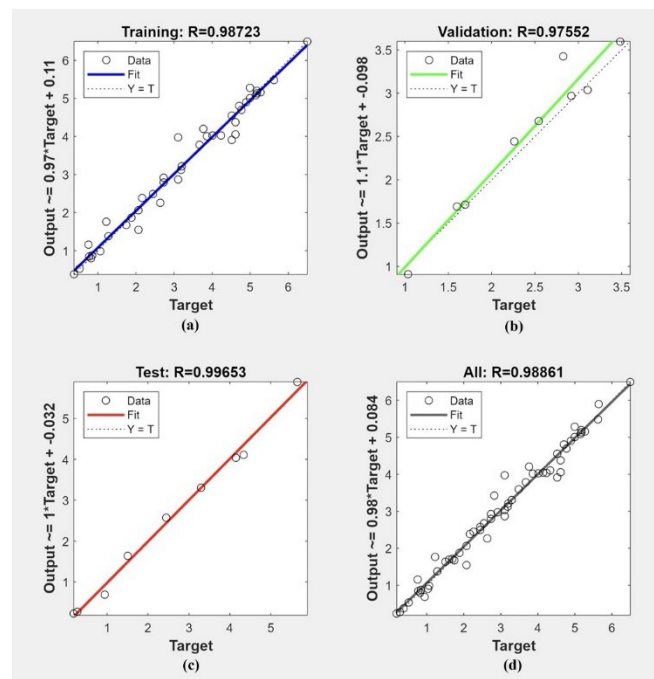 Training: R=0.98723
Output ~= 0.97*Target + 0.11
6
5
4
3
2
1
Data
Fit
Y = T
1 2 3 4 5 6
Target
(a)
Validation: R=0.97552
Output ~= 1.1*Target + -0.098
3.5
3
2.5
2
1.5
1
Data
Fit
Y = T
1 1.5 2 2.5 3 3.5
Target
(b)
Test: R=0.99653
Output ~= 1*Target + -0.032
5
4
3
2
1
Data
Fit
Y = T
1 2 3 4 5
Target
(c)
All: R=0.98861
Output ~= 0.98*Target + 0.084
6
5
4
3
2
1
Data
Fit
Y = T
1 2 3 4 5 6
Target
(d)